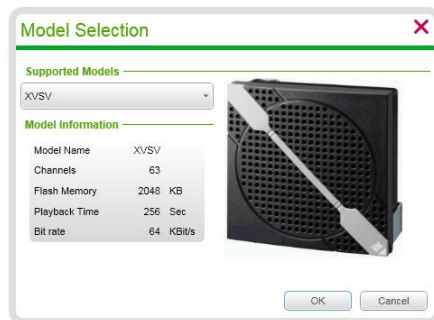 Model Selection
Supported Models
XVSV
Model Information
Model Name XVSV
Channels 63
Flash Memory 2048 KB
Playback Time 256 Sec
Bit rate 64 KBit/s
OK Cancel